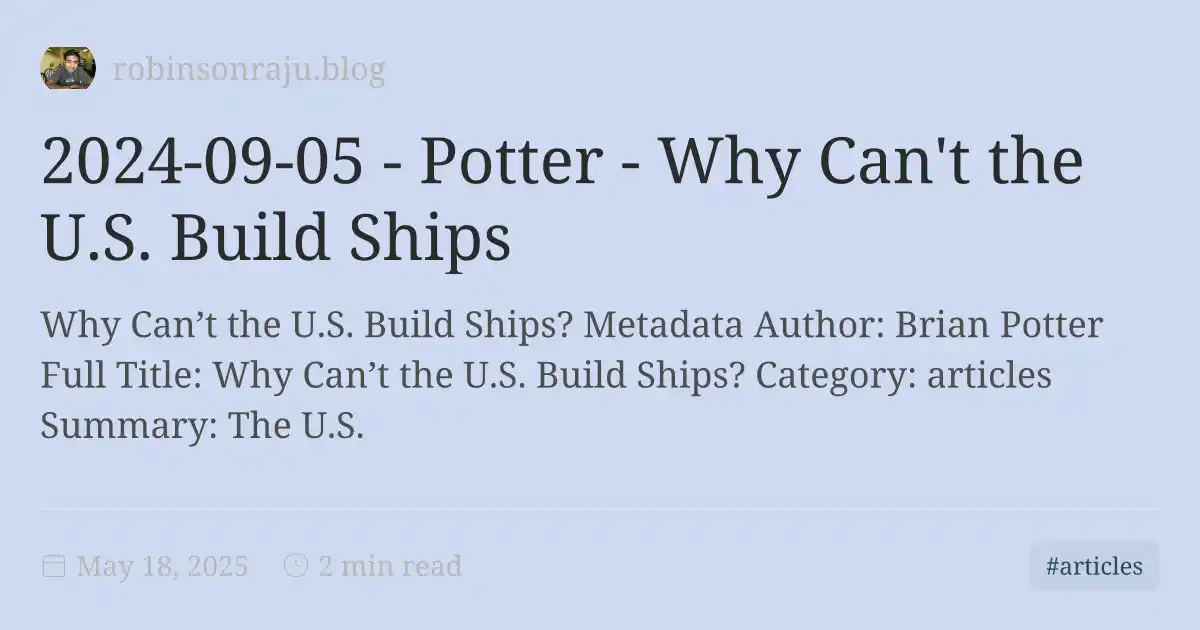 robinsonraju.blog
2024-09-05 - Potter - Why Can't the
U.S. Build Ships
Why Can’t the U.S. Build Ships? Metadata Author: Brian Potter
Full Title: Why Can’t the U.S. Build Ships? Category: articles
Summary: The U.S.
May 18, 2025 2 min read #articles